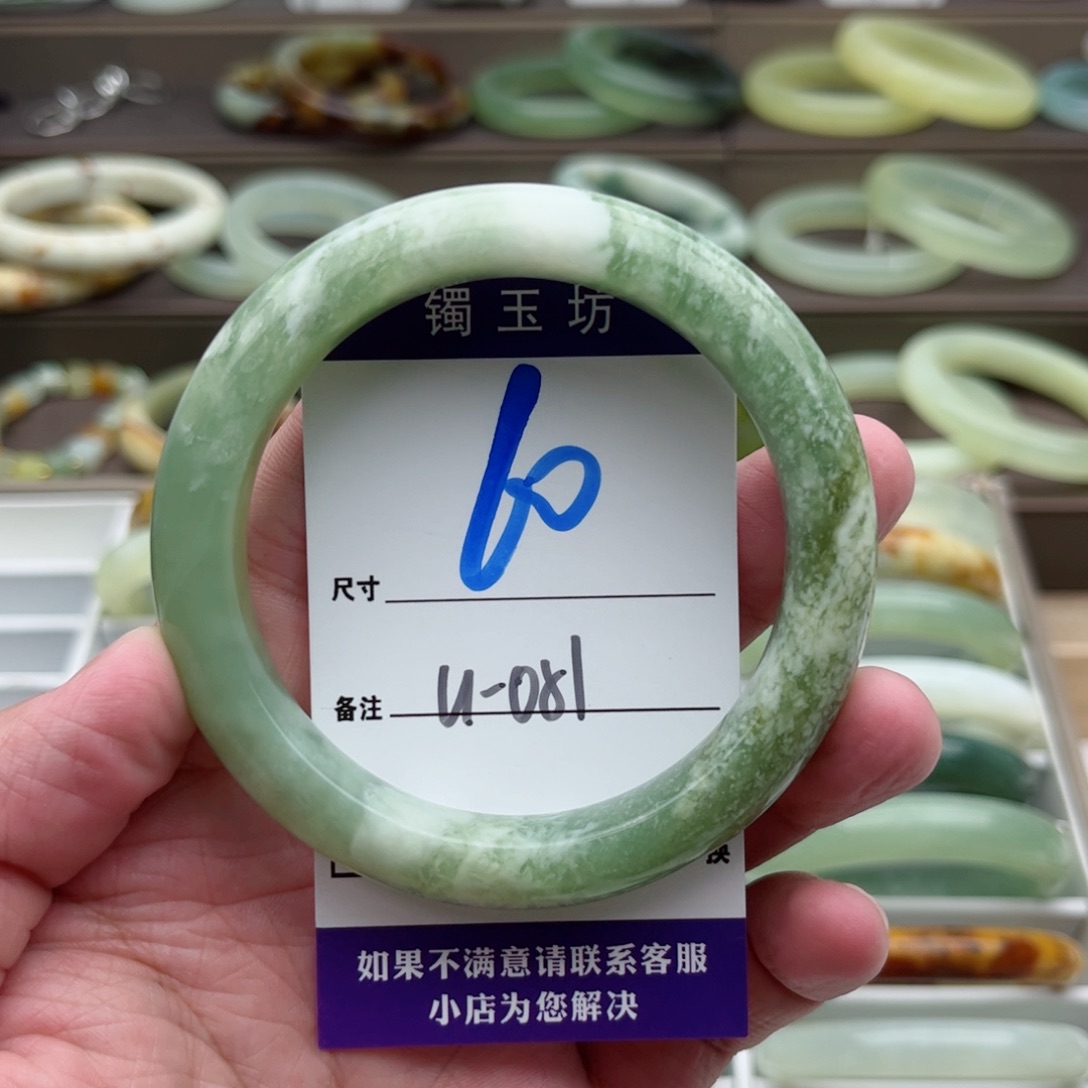 镯玉坊
60
尺寸
备注 U-081
换
如果不满意请联系客服
小店为您解决